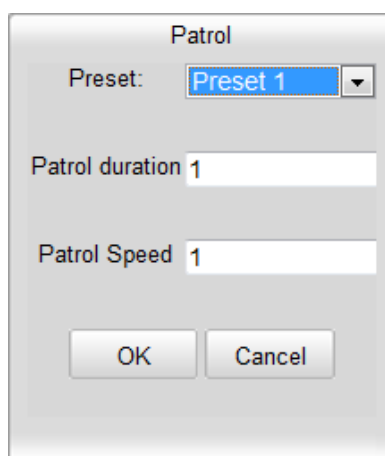 Patrol
Preset: Preset 1
Patrol duration 1
Patrol Speed 1
OK Cancel